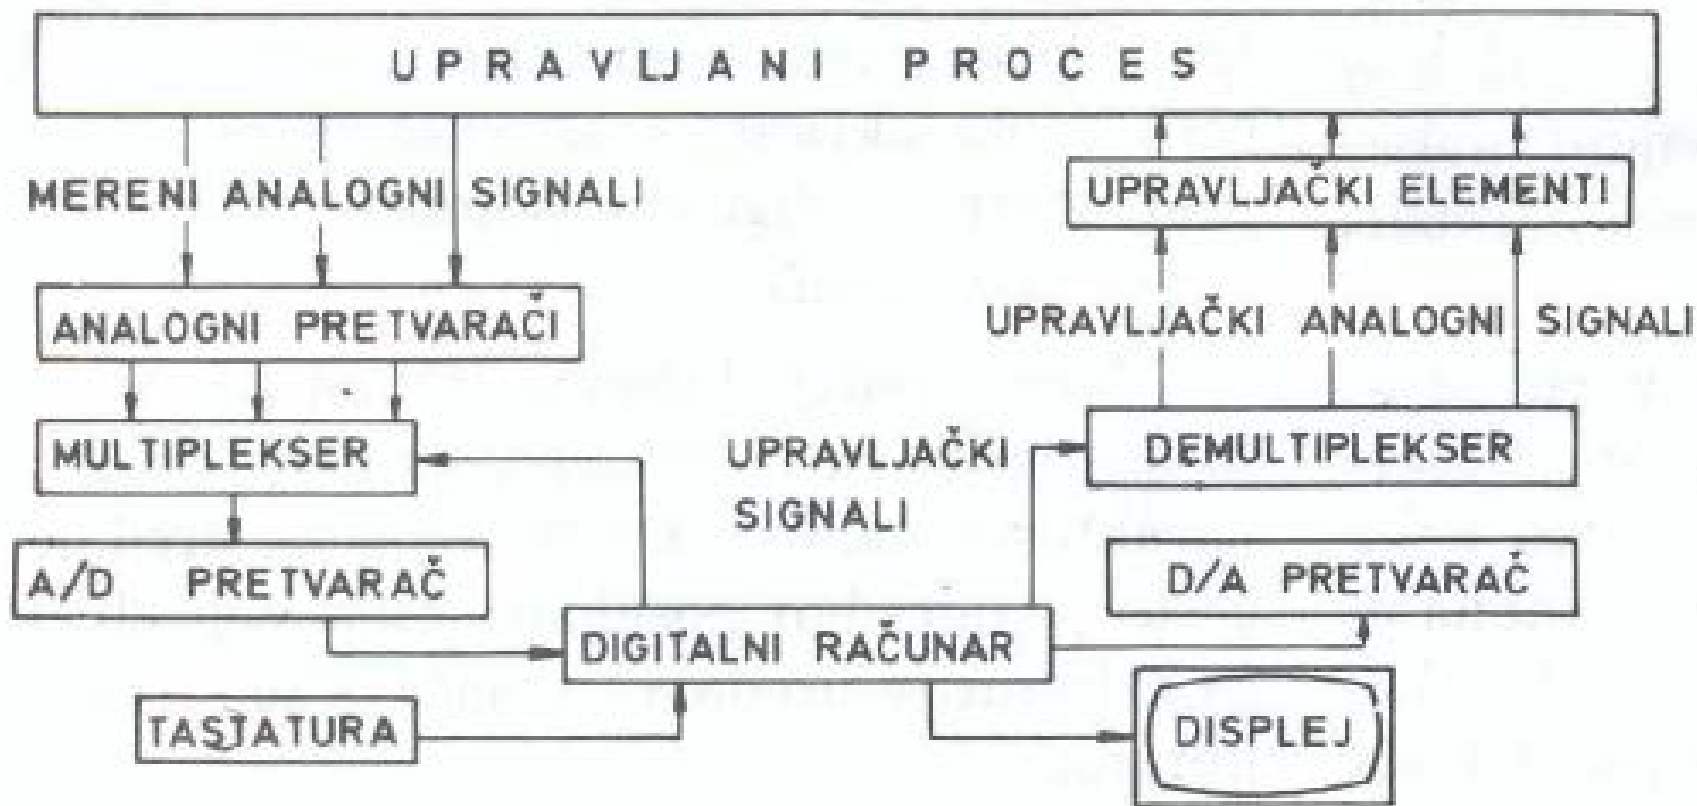 UPRAVLJANI PROCES
MERENI ANALOGNI SIGNALI
UPRAVLJAČKI ELEMENTI
ANALOGNI PRETVARAČI
UPRAVLJAČKI ANALOGNI SIGNALI
MULTIPLEKSER
UPRAVLJAČKI
SIGNALI
DEMULTIPLEKSER
A/D PRETVARAČ
D/A PRETVARAČ
DIGITALNI RAČUNAR
TASTATURA
DISPLEJ